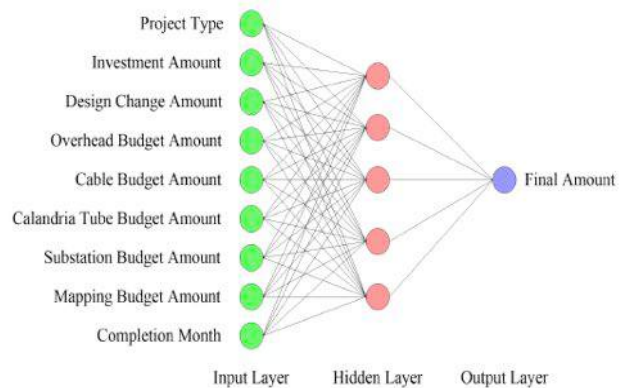 Project Type
Investment Amount
Design Change Amount
Overhead Budget Amount
Cable Budget Amount
Calandria Tube Budget Amount
Substation Budget Amount
Mapping Budget Amount
Completion Month
Final Amount
Input Layer Hidden Layer Output Layer